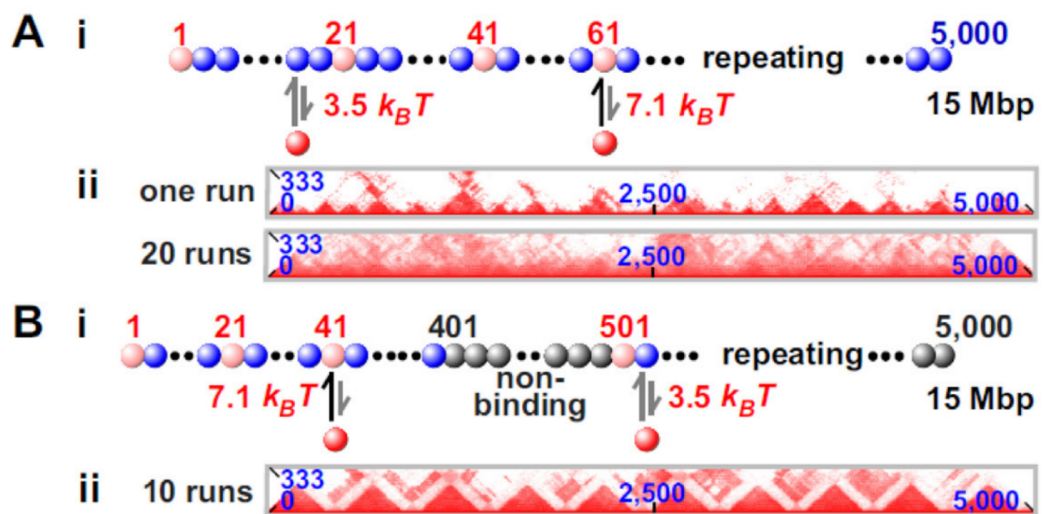 A i 1 21 41 61 5,000
repeating
3.5 kBT 7.1 kBT 15 Mbp
ii one run 333 0 2,500 5,000
20 runs 333 0 2,500 5,000
B i 1 21 41 401 501 5,000
repeating
7.1 kBT non-binding 3.5 kBT 15 Mbp
ii 10 runs 333 0 2,500 5,000